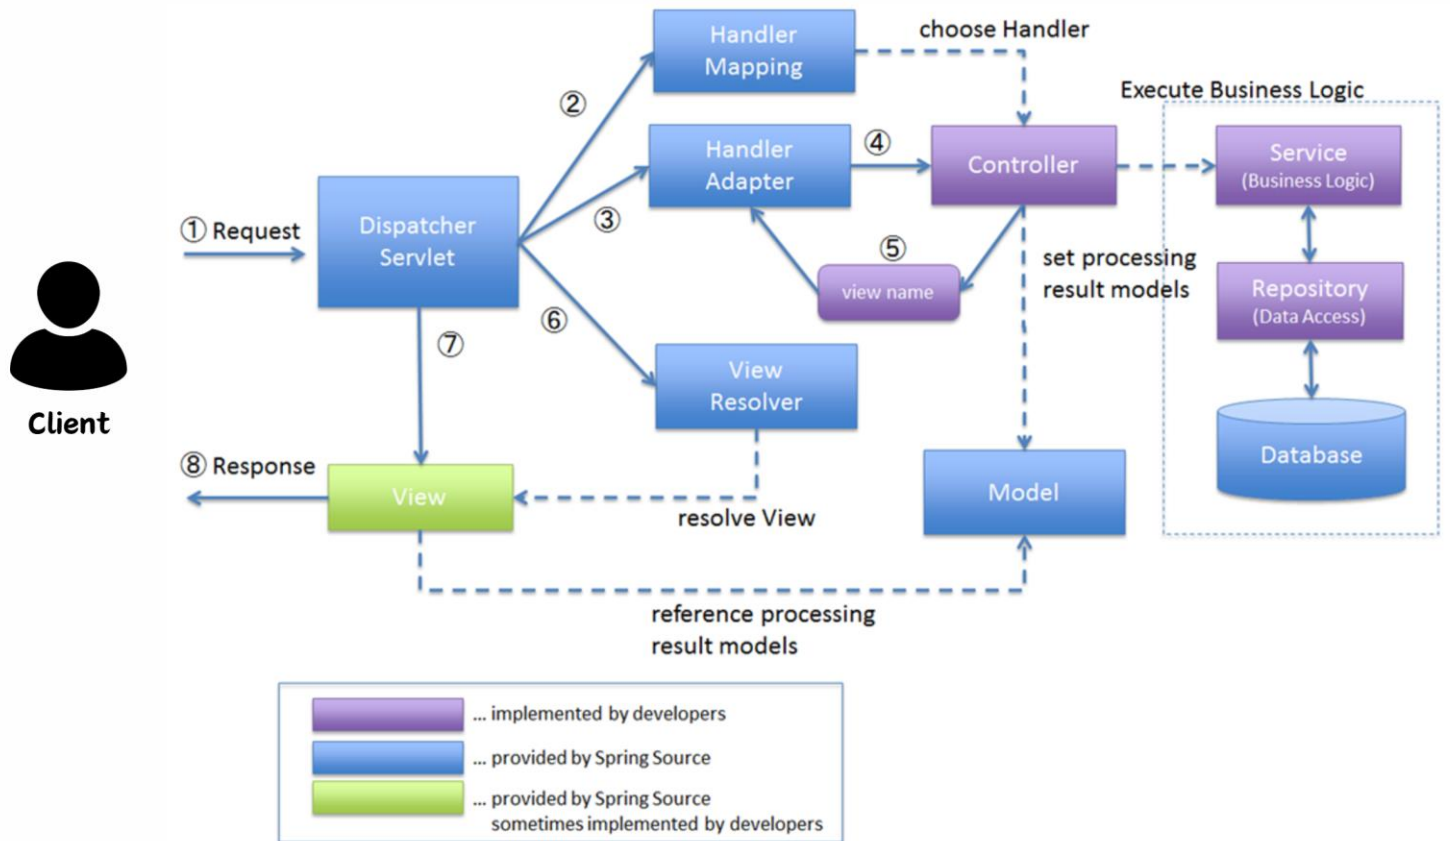 Handler
Mapping
choose Handler
②
Execute Business Logic
Handler
Adapter
④
Controller
Service
(Business Logic)
① Request
Dispatcher
Servlet
③
⑤
view name
set processing
result models
Repository
(Data Access)
⑥
⑦
View
Resolver
Client
Database
⑧ Response
View
resolve View
Model
reference processing
result models
... implemented by developers
... provided by Spring Source
... provided by Spring Source
sometimes implemented by developers